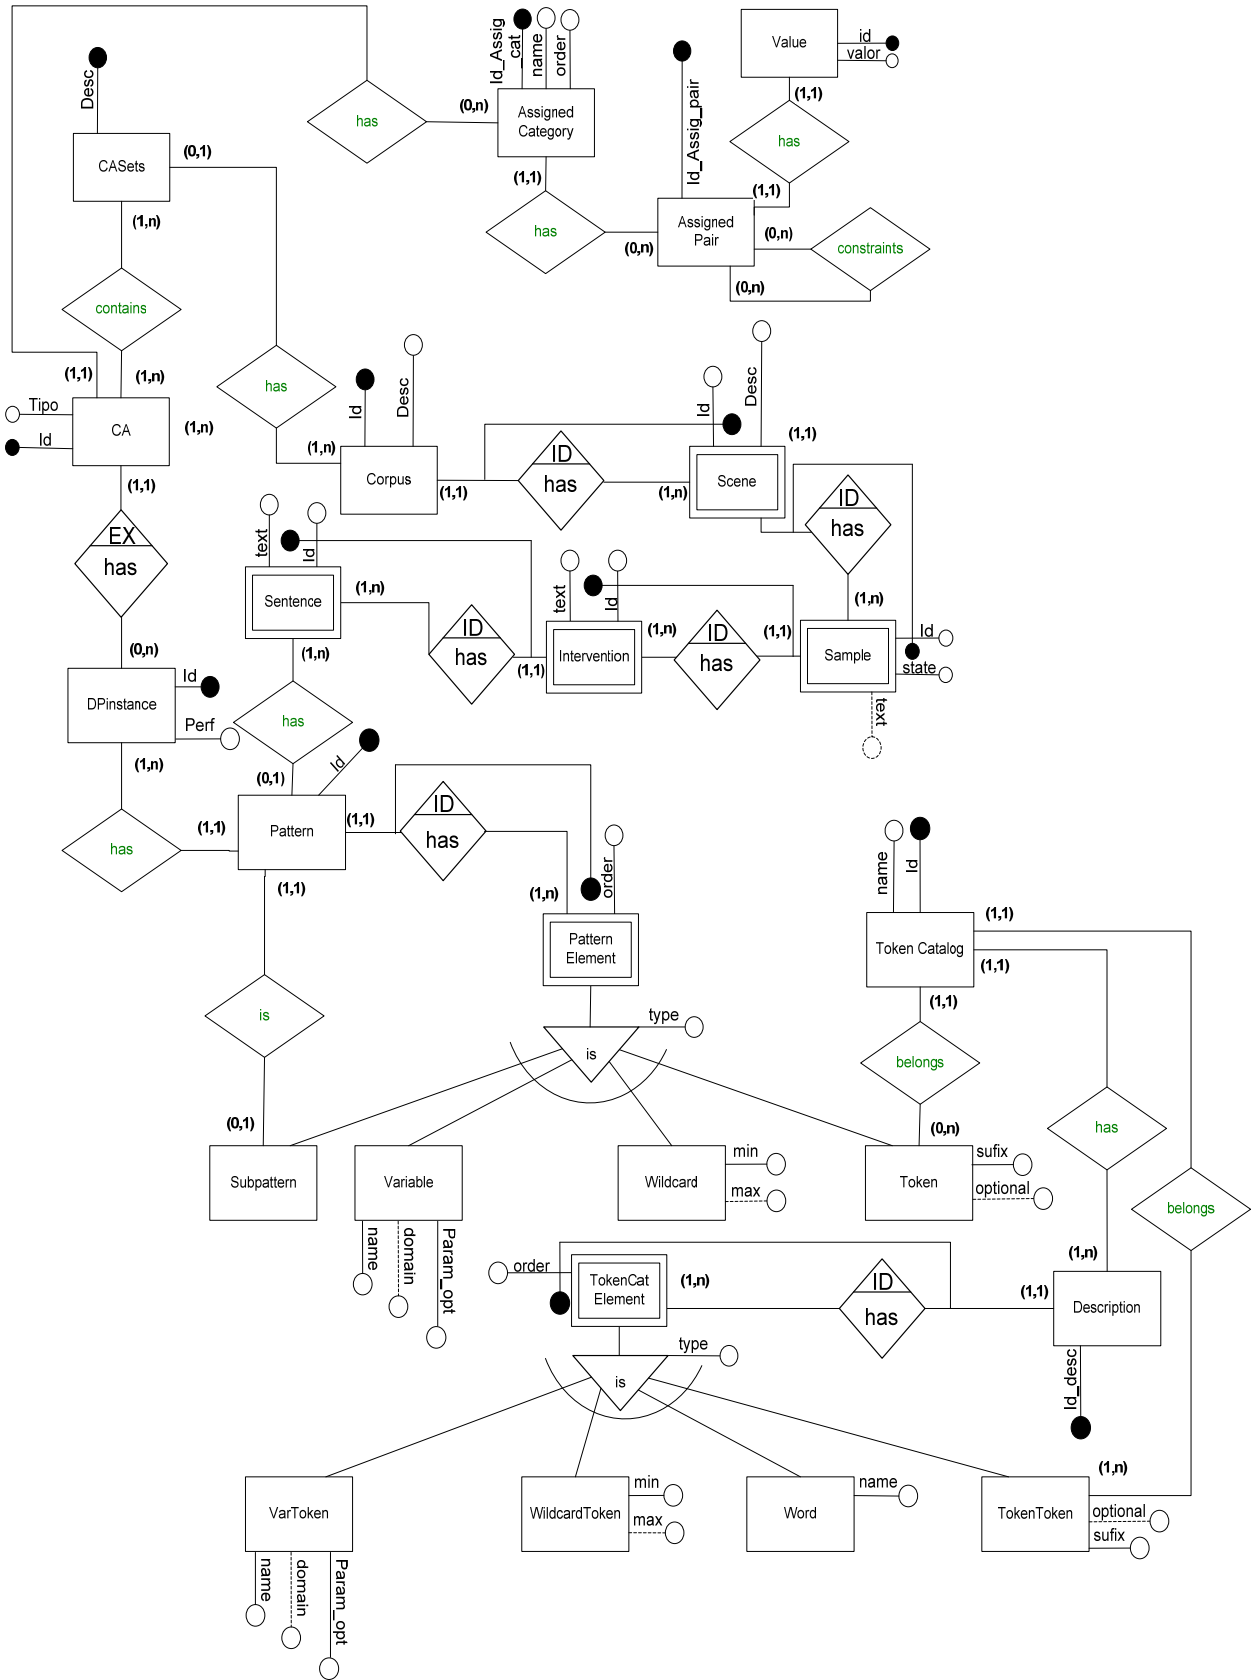 Value
id
valor
(1,1)
has
(1,1)
Id_Assig
_cat
name
order
Assigned
Category
(0,n)
has
(1,1)
has
(0,n)
Id_Assig_pair
Assigned
Pair
(0,n)
constraints
(0,n)
Desc
CASets
(0,1)
(1,n)
contains
(1,1)
(1,n)
has
(1,n)
Tipo
Id
CA
(1,n)
(1,1)
Id
Desc
Corpus
(1,1)
ID
has
(1,n)
Id
Desc
Scene
(1,1)
ID
has
(1,n)
EX
has
(0,n)
text
Id
Sentence
(1,n)
(1,n)
ID
has
(1,1)
text
Id
Intervention
(1,n)
ID
has
(1,1)
Sample
Id
state
text
DPinstance
Id
Perf
(1,n)
has
(0,1)
Id
has
(1,1)
Pattern
(1,1)
(1,1)
ID
has
(1,n)
order
Pattern
Element
name
Id
Token Catalog
(1,1)
(1,1)
(1,1)
is
is
type
belongs
has
belongs
(0,1)
(0,n)
Subpattern
Variable
name
domain
Param_opt
Wildcard
min
max
Token
sufix
optional
order
TokenCat
Element
(1,n)
ID
has
(1,1)
(1,n)
Description
Id_desc
is
type
(1,n)
VarToken
name
domain
Param_opt
WildcardToken
min
max
Word
name
TokenToken
optional
sufix